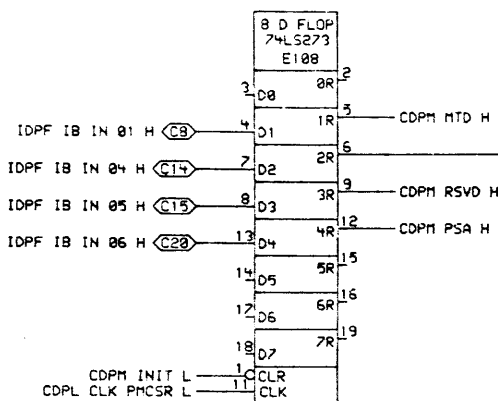 8 D FLOP
74LS273
E108
0R 2
3 D0
1R 5 CDPM MTD H
IDPF IB IN 01 H C8 4 D1
2R 6
IDPF IB IN 04 H C14 7 D2
3R 9 CDPM RSVD H
IDPF IB IN 05 H C15 8 D3
4R 12 CDPM PSA H
IDPF IB IN 06 H C20 13 D4
5R 15
14 D5
6R 16
17 D6
7R 19
18 D7
CDPM INIT L 1 CLR
CDPL CLK PMCSR L 11 CLK